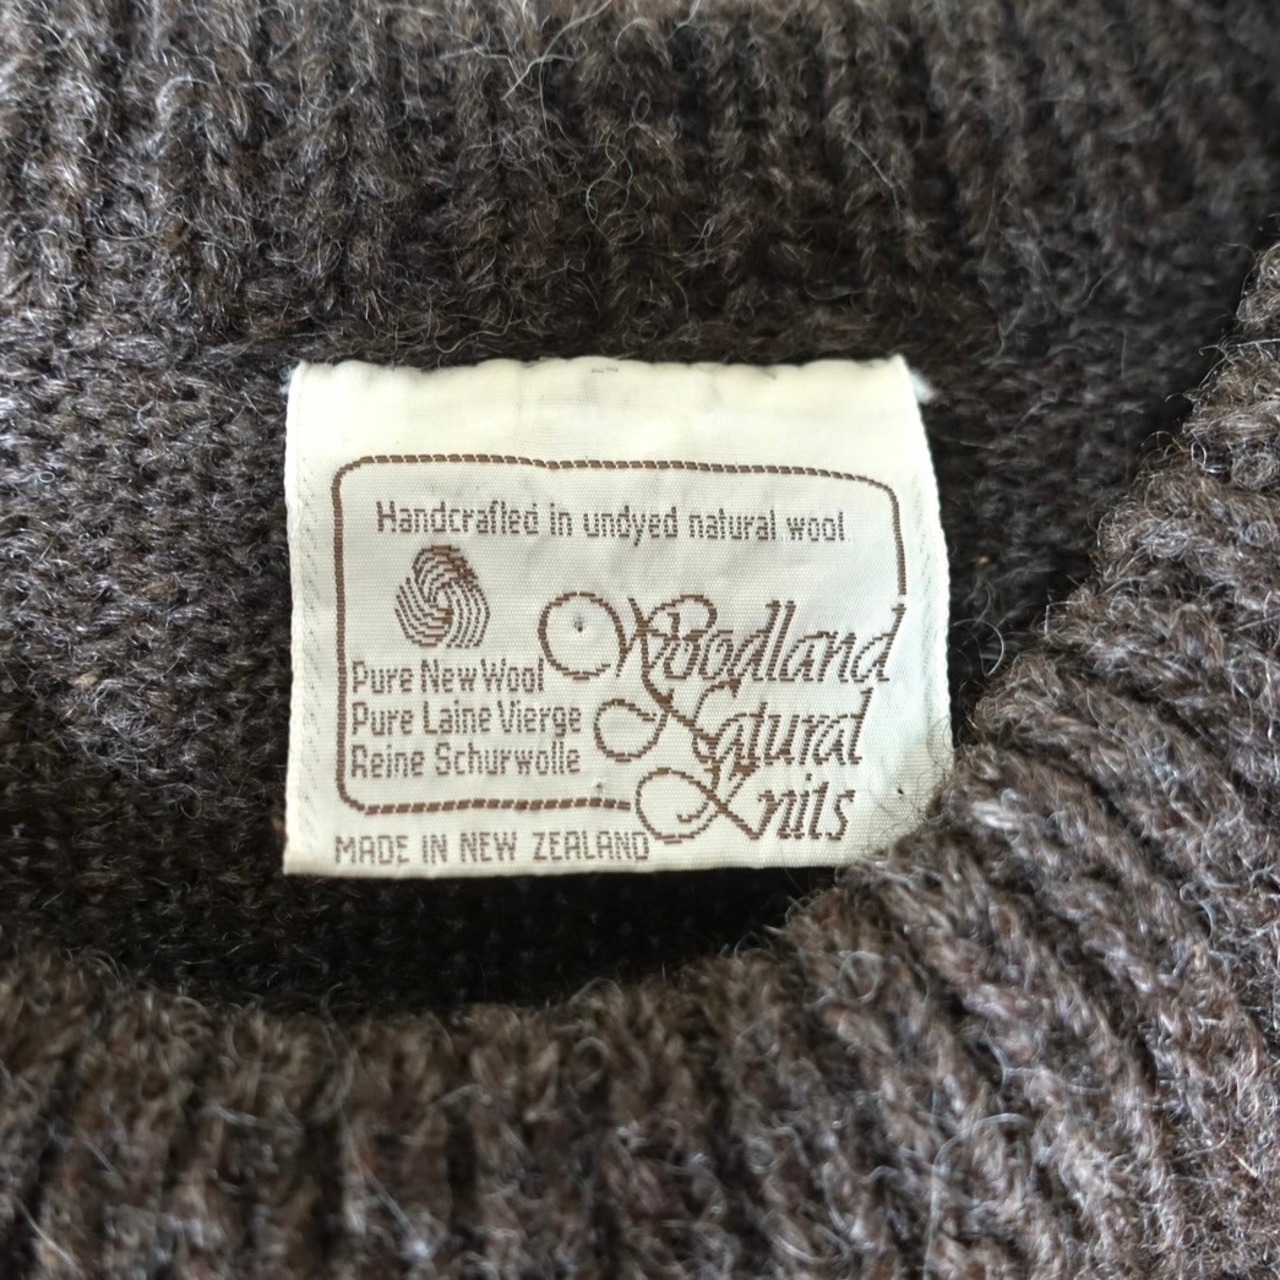 Handcrafted in undyed natural wool
Woodland
Natural
Knits
Pure New Wool
Pure Laine Vierge
Reine Schurwolle
MADE IN NEW ZEALAND